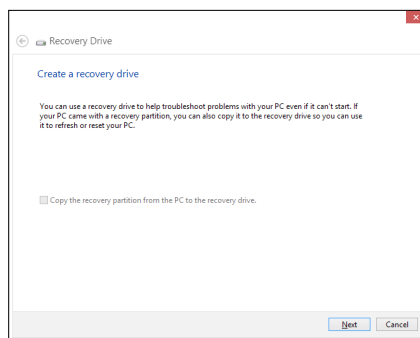 Recovery Drive
Create a recovery drive
You can use a recovery drive to help troubleshoot problems with your PC even if it can't start. If
your PC came with a recovery partition, you can also copy it to the recovery drive so you can use
it to refresh or reset your PC.
Copy the recovery partition from the PC to the recovery drive.
Next Cancel